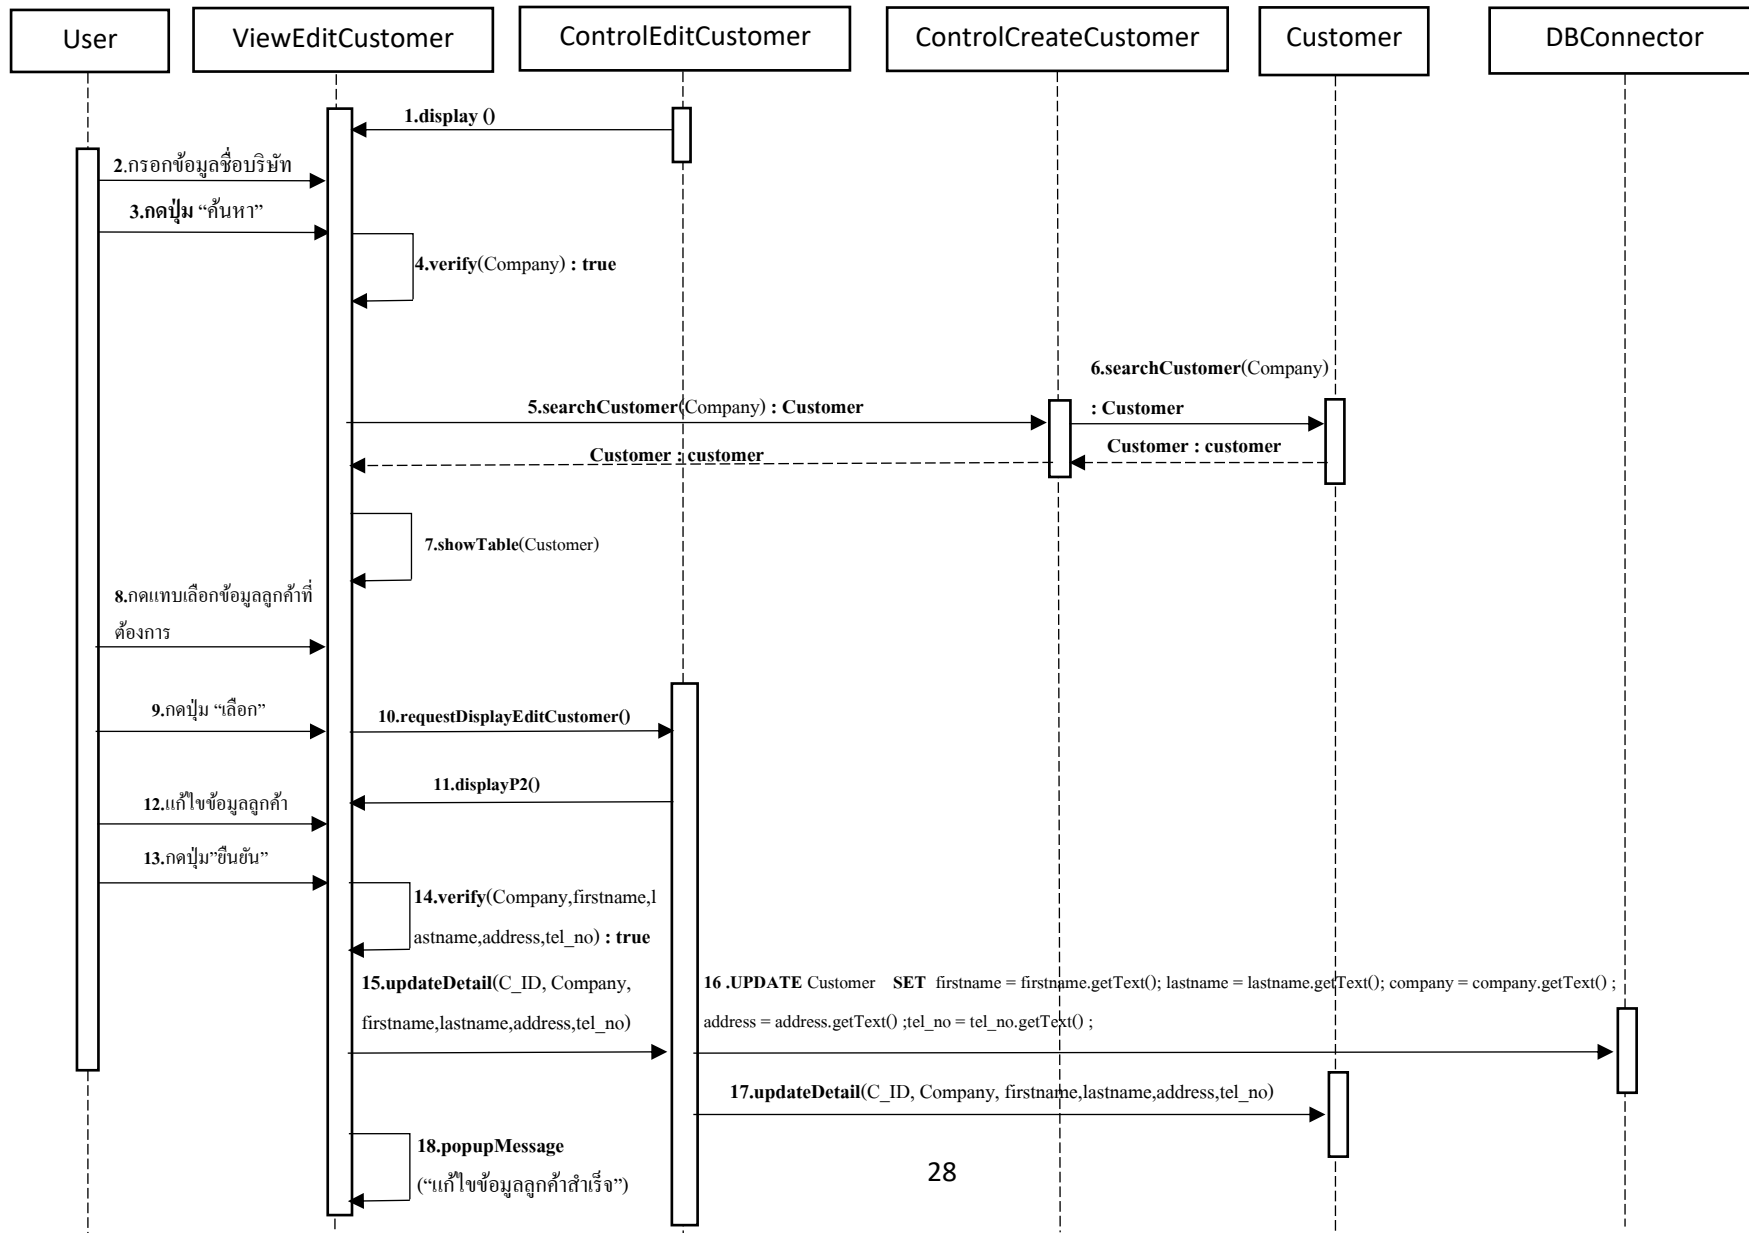 User
ViewEditCustomer
ControlEditCustomer
ControlCreateCustomer
Customer
DBConnector
1.display ()
2.กรอกข้อมูลชื่อบริษัท
3.กดปุ่ม “ค้นหา”
4.verify(Company) : true
5.searchCustomer(Company) : Customer
6.searchCustomer(Company)
: Customer
Customer : customer
Customer : customer
7.showTable(Customer)
8.กดแทบเลือกข้อมูลลูกค้าที่
ต้องการ
9.กดปุ่ม “เลือก”
10.requestDisplayEditCustomer()
11.displayP2()
12.แก้ไขข้อมูลลูกค้า
13.กดปุ่ม”ยืนยัน”
14.verify(Company,firstname,l
astname,address,tel_no) : true
15.updateDetail(C_ID, Company,
firstname,lastname,address,tel_no)
16 .UPDATE Customer SET firstname = firstname.getText(); lastname = lastname.getText(); company = company.getText() ;
address = address.getText() ;tel_no = tel_no.getText() ;
17.updateDetail(C_ID, Company, firstname,lastname,address,tel_no)
18.popupMessage
(“แก้ไขข้อมูลลูกค้าสำเร็จ”)
28